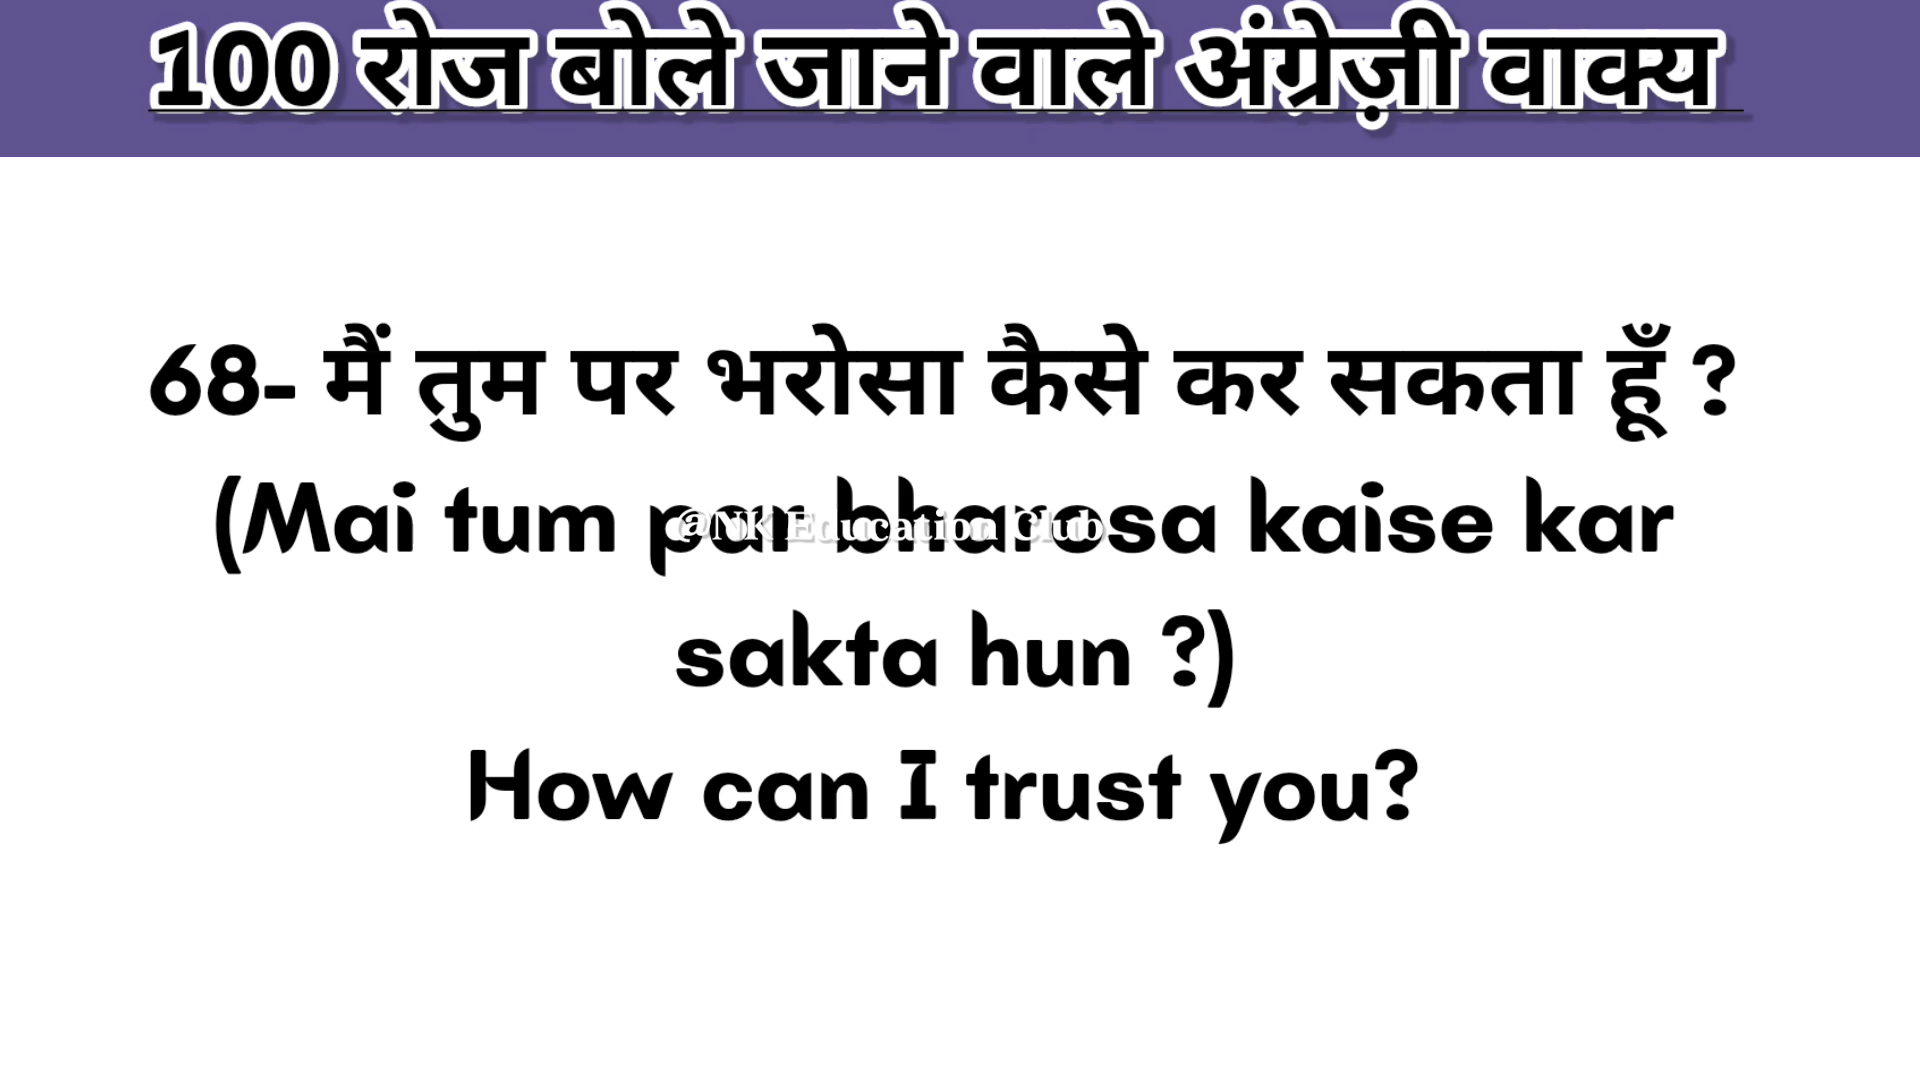 100 रोज बोले जाने वाले अंग्रेज़ी वाक्य
68- मैं तुम पर भरोसा कैसे कर सकता हूँ ?
(Mai tum par bharosa kaise kar
@NK Education Club
sakta hun ?)
How can I trust you?